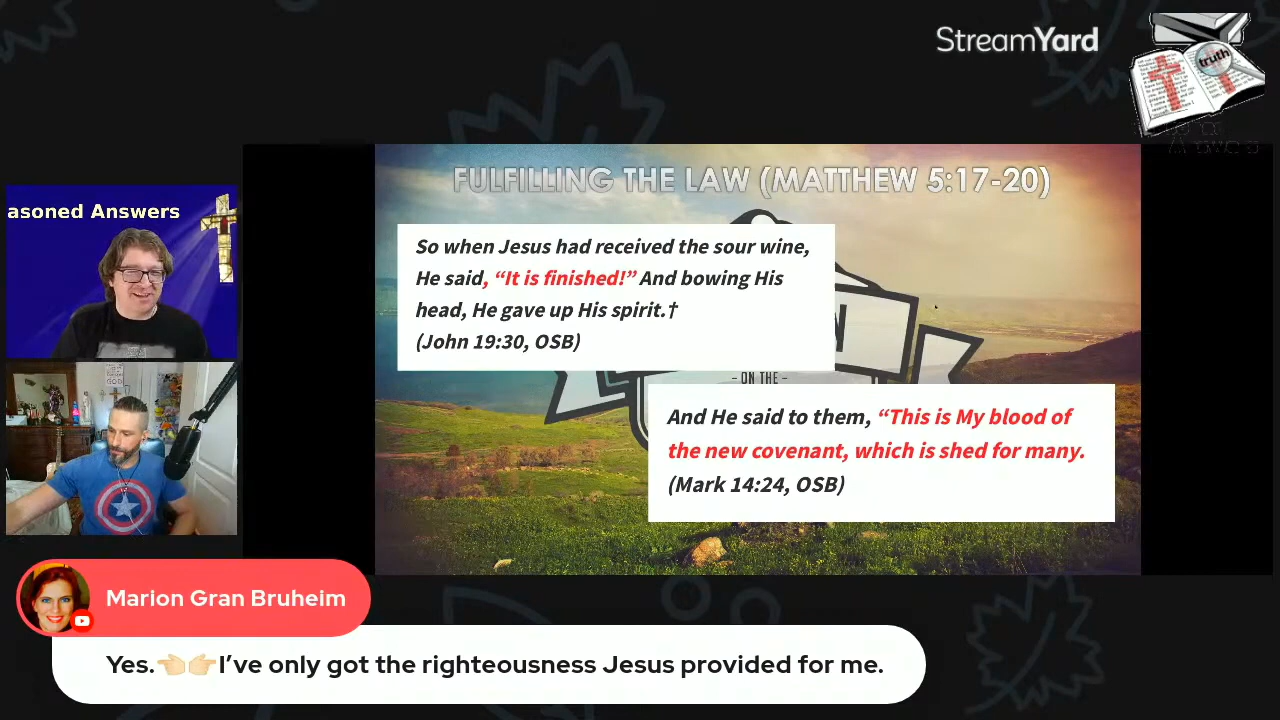 StreamYard
truth
asoned Answers
FULFILLING THE LAW (MATTHEW 5:17-20)
So when Jesus had received the sour wine,
He said, “It is finished!” And bowing His
head, He gave up His spirit.†
(John 19:30, OSB)
- ON THE -
And He said to them, “This is My blood of
the new covenant, which is shed for many.
(Mark 14:24, OSB)
Marion Gran Bruheim
Yes.👈🏻👉🏻I’ve only got the righteousness Jesus provided for me.